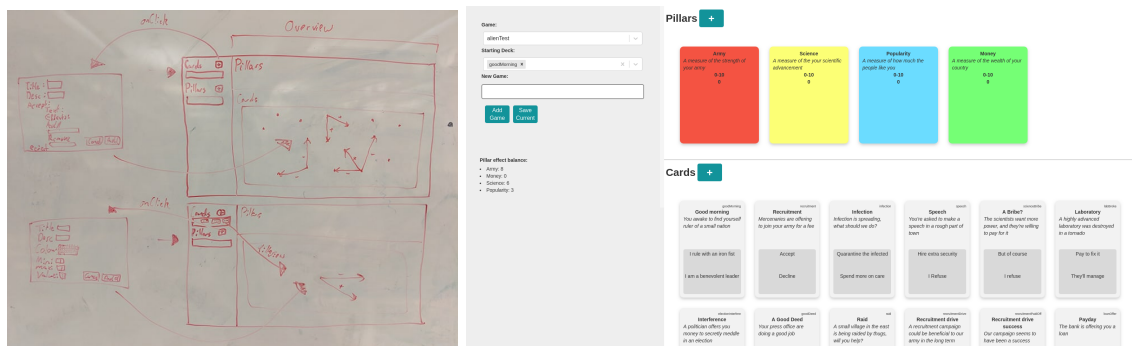 onClick
Overview
Cards
Pillars
Pillars
Cards
Title:
Desc:
Accept:
Text:
onClick
Cards
Pillars
Pillars
Title
Desc
Game:
alienTest
Starting Deck:
goodMorning ×
New Game:
Add Game
Save Current
Pillar effect balance:
• Army: 8
• Money: 0
• Science: 6
• Popularity: 3
Pillars +
Army
A measure of the strength of your army
0-10
0
Science
A measure of the your scientific advancement
0-10
0
Popularity
A measure of how much the people like you
0-10
0
Money
A measure of the wealth of your country
0-10
0
Cards +
goodMorning
Good morning
You awake to find yourself ruler of a small nation
I rule with an iron fist
I am a benevolent leader
recruitment
Recruitment
Mercenaries are offering to join your army for a fee
Accept
Decline
infection
Infection
Infection is spreading, what should we do?
Quarantine the infected
Spend more on care
speech
Speech
You're asked to make a speech in a rough part of town
Hire extra security
I Refuse
A Bribe?
The scientists want more power, and they're willing to pay for it
But of course
I refuse
Laboratory
A highly advanced laboratory was destroyed in a tornado
Pay to fix it
They'll manage
Interference
A politician offers you money to secretly meddle in an election
goodDeed
A Good Deed
Your press office are doing a good job
raid
Raid
A small village in the east is being raided by thugs, will you help?
recruitmentDrive
Recruitment drive
A recruitment campaign could be beneficial to our army in the long term
Recruitment drive success
Our campaign seems to have been a success
Payday
The bank is offering you a loan